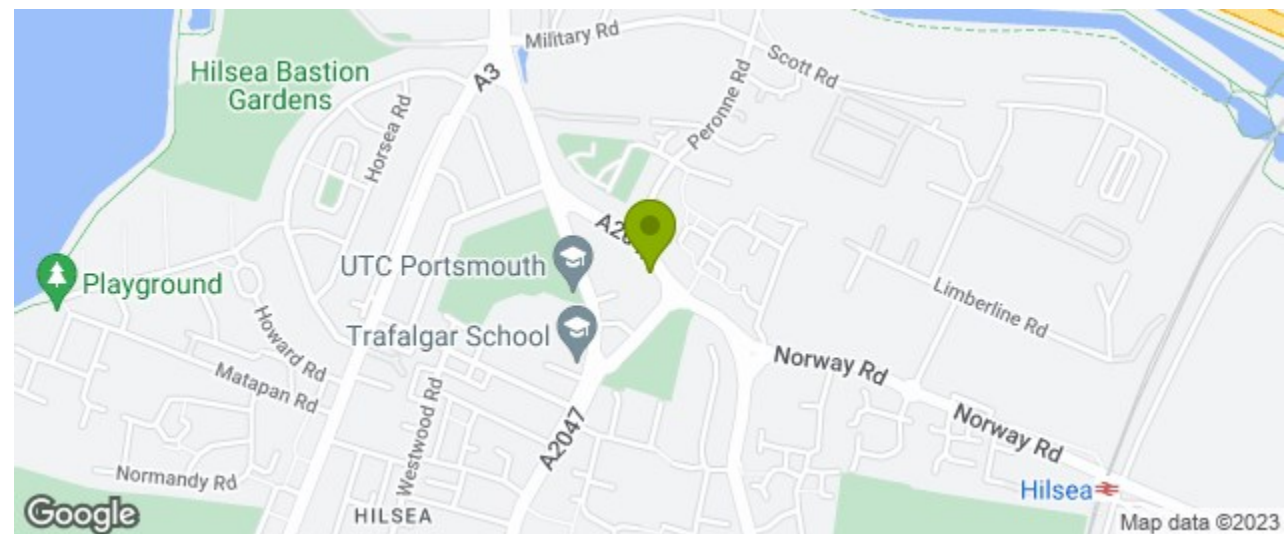 Military Rd
Scott Rd
Hilsea Bastion
Gardens
A3
Peronne Rd
Horsea Rd
UTC Portsmouth
Playground
Limberline Rd
Trafalgar School
Howard Rd
Norway Rd
Matapan Rd
Westwood Rd
Norway Rd
A2047
Normandy Rd
Hilsea
HILSEA
Google
Map data ©2023